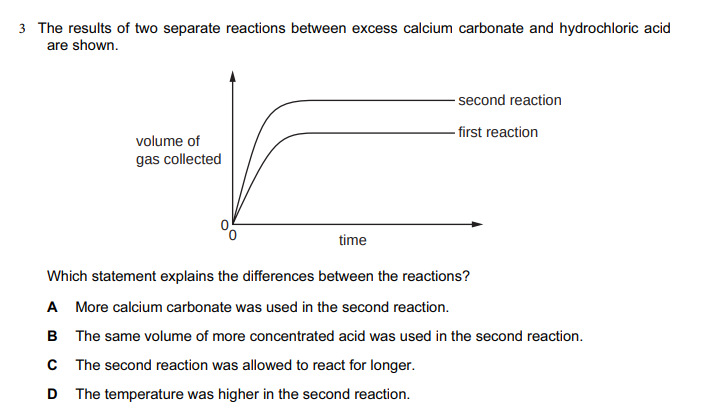 3 The results of two separate reactions between excess calcium carbonate and hydrochloric acid
are shown.
second reaction
first reaction
volume of
gas collected
0
0
time
Which statement explains the differences between the reactions?
A More calcium carbonate was used in the second reaction.
B The same volume of more concentrated acid was used in the second reaction.
C The second reaction was allowed to react for longer.
D The temperature was higher in the second reaction.